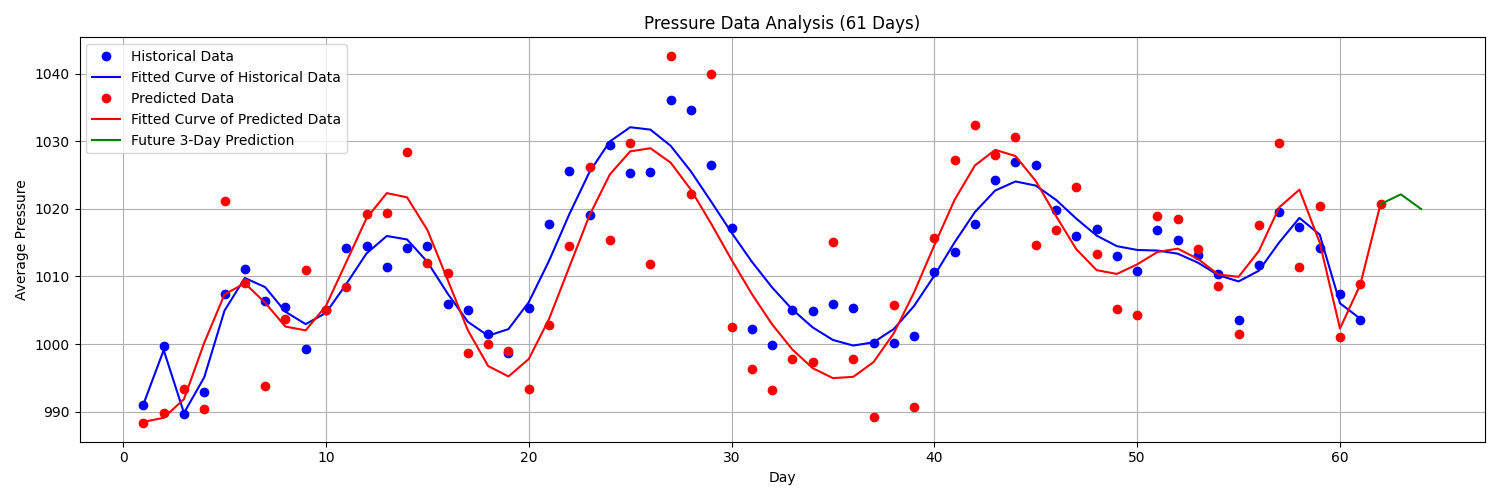 Pressure Data Analysis (61 Days)
Historical Data
Fitted Curve of Historical Data
Predicted Data
Fitted Curve of Predicted Data
Future 3-Day Prediction
Average Pressure
1040
1030
1020
1010
1000
990
0 10 20 30 40 50 60
Day